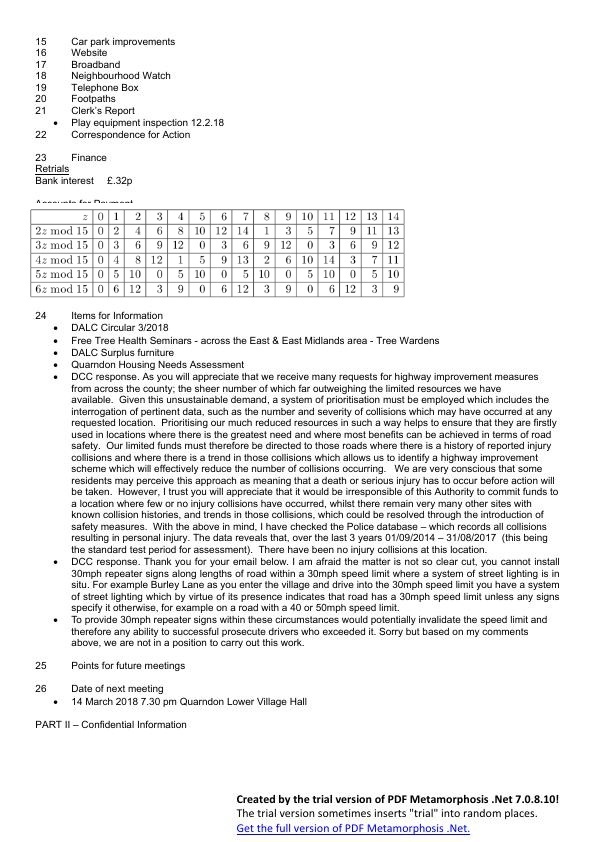 15 Car park improvements
16 Website
17 Broadband
18 Neighbourhood Watch
19 Telephone Box
20 Footpaths
21 Clerk's Report
• Play equipment inspection 12.2.18
22 Correspondence for Action
23 Finance
Retrials
Bank interest £.32p
Accounts for Payment
z 0 1 2 3 4 5 6 7 8 9 10 11 12 13 14
2z mod 15 0 2 4 6 8 10 12 14 1 3 5 7 9 11 13
3z mod 15 0 3 6 9 12 0 3 6 9 12 0 3 6 9 12
4z mod 15 0 4 8 12 1 5 9 13 2 6 10 14 3 7 11
5z mod 15 0 5 10 0 5 10 0 5 10 0 5 10 0 5 10
6z mod 15 0 6 12 3 9 0 6 12 3 9 0 6 12 3 9
24 Items for Information
• DALC Circular 3/2018
• Free Tree Health Seminars - across the East & East Midlands area - Tree Wardens
• DALC Surplus furniture
• Quarndon Housing Needs Assessment
• DCC response. As you will appreciate that we receive many requests for highway improvement measures
from across the county; the sheer number of which far outweighing the limited resources we have
available. Given this unsustainable demand, a system of prioritisation must be employed which includes the
interrogation of pertinent data, such as the number and severity of collisions which may have occurred at any
requested location. Prioritising our much reduced resources in such a way helps to ensure that they are firstly
used in locations where there is the greatest need and where most benefits can be achieved in terms of road
safety. Our limited funds must therefore be directed to those roads where there is a history of reported injury
collisions and where there is a trend in those collisions which allows us to identify a highway improvement
scheme which will effectively reduce the number of collisions occurring. We are very conscious that some
residents may perceive this approach as meaning that a death or serious injury has to occur before action will
be taken. However, I trust you will appreciate that it would be irresponsible of this Authority to commit funds to
a location where few or no injury collisions have occurred, whilst there remain very many other sites with
known collision histories, and trends in those collisions, which could be resolved through the introduction of
safety measures. With the above in mind, I have checked the Police database – which records all collisions
resulting in personal injury. The data reveals that, over the last 3 years 01/09/2014 – 31/08/2017 (this being
the standard test period for assessment). There have been no injury collisions at this location.
• DCC response. Thank you for your email below. I am afraid the matter is not so clear cut, you cannot install
30mph repeater signs along lengths of road within a 30mph speed limit where a system of street lighting is in
situ. For example Burley Lane as you enter the village and drive into the 30mph speed limit you have a system
of street lighting which by virtue of its presence indicates that road has a 30mph speed limit unless any signs
specify it otherwise, for example on a road with a 40 or 50mph speed limit.
• To provide 30mph repeater signs within these circumstances would potentially invalidate the speed limit and
therefore any ability to successful prosecute drivers who exceeded it. Sorry but based on my comments
above, we are not in a position to carry out this work.
25 Points for future meetings
26 Date of next meeting
• 14 March 2018 7.30 pm Quarndon Lower Village Hall
PART II – Confidential Information
Created by the trial version of PDF Metamorphosis .Net 7.0.8.10!
The trial version sometimes inserts "trial" into random places.
Get the full version of PDF Metamorphosis .Net.